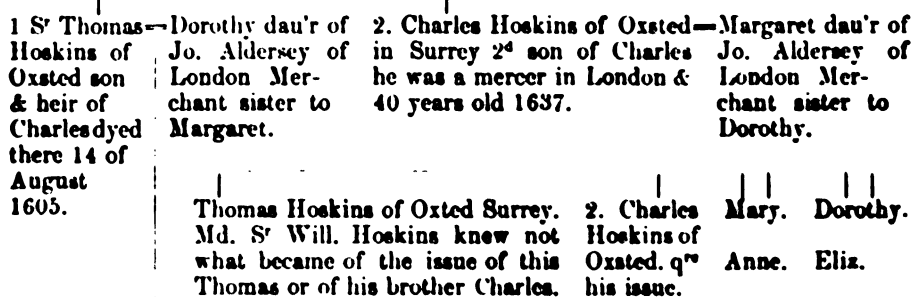 1 Sʳ Thomas
Hoskins of
Oxsted son
& heir of
Charles dyed
there 14 of
August
1605.
Dorothy dau'r of
Jo. Aldersey of
London Mer-
chant sister to
Margaret.
2. Charles Hoskins of Oxsted
in Surrey 2ᵈ son of Charles
he was a mercer in London &
40 years old 1637.
Margaret dau'r of
Jo. Aldersey of
London Mer-
chant sister to
Dorothy.
Thomas Hoskins of Oxted Surrey.
Md. Sʳ Will. Hoskins knew not
what became of the issue of this
Thomas or of his brother Charles.
2. Charles
Hoskins of
Oxsted. qʳᵉ
his issue.
Mary.
Anne.
Dorothy.
Eliz.